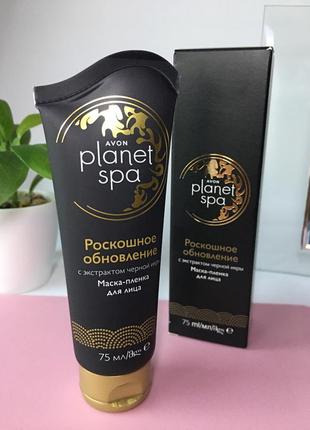 AVON
planet
spa
Роскошное
обновление
с экстрактом черной икры
Маска-пленка
для лица
75 мл/
AVON
planet
spa
Роскошное
обновление
с экстрактом черной икры
Маска-пленка
для лица
75 ml/мл/